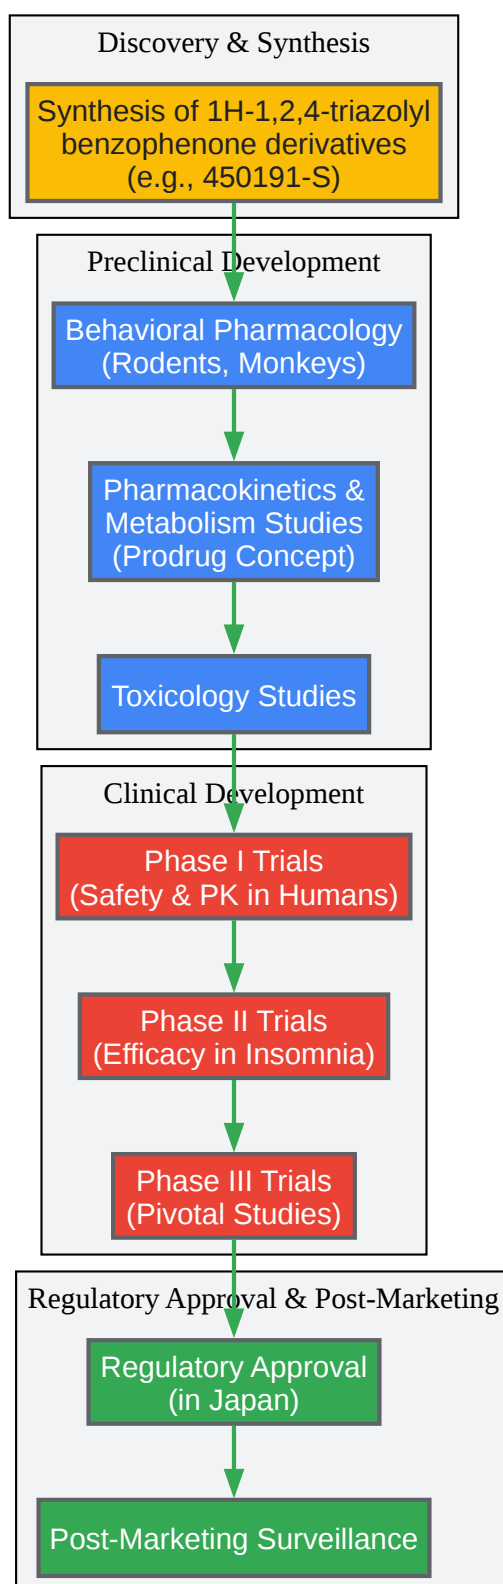 Discovery & Synthesis
Synthesis of 1H-1,2,4-triazolyl
benzophenone derivatives
(e.g., 450191-S)
Preclinical Development
Behavioral Pharmacology
(Rodents, Monkeys)
Pharmacokinetics &
Metabolism Studies
(Prodrug Concept)
Toxicology Studies
Clinical Development
Phase I Trials
(Safety & PK in Humans)
Phase II Trials
(Efficacy in Insomnia)
Phase III Trials
(Pivotal Studies)
Regulatory Approval & Post-Marketing
Regulatory Approval
(in Japan)
Post-Marketing Surveillance